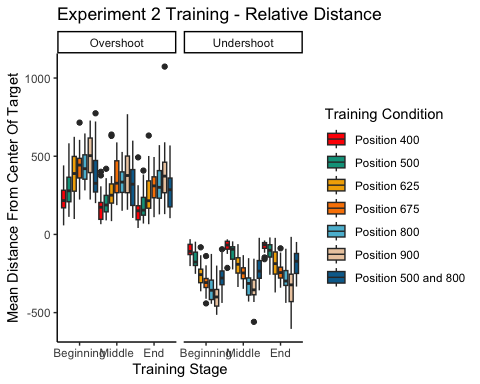 Experiment 2 Training - Relative Distance
Overshoot
Undershoot
Mean Distance From Center Of Target
1000
500
0
-500
Beginning
Middle
End
Beginning
Middle
End
Training Stage
Training Condition
Position 400
Position 500
Position 625
Position 675
Position 800
Position 900
Position 500 and 800